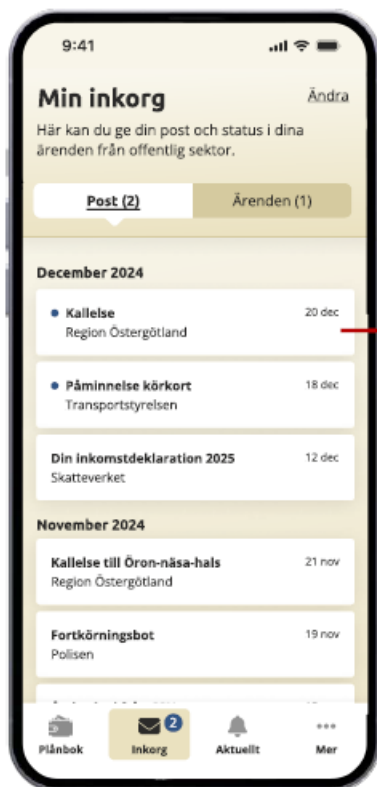 9:41
Min inkorg
Ändra
Här kan du ge din post och status i dina
ärenden från offentlig sektor.
Post (2)
Ärenden (1)
December 2024
Kallelse
20 dec
Region Östergötland
Påminnelse körkort
18 dec
Transportstyrelsen
Din inkomstdeklaration 2025
12 dec
Skatteverket
November 2024
Kallelse till Öron-näsa-hals
21 nov
Region Östergötland
Fortkörningsbot
19 nov
Polisen
2
Plånbok
Inkorg
Aktuellt
Mer